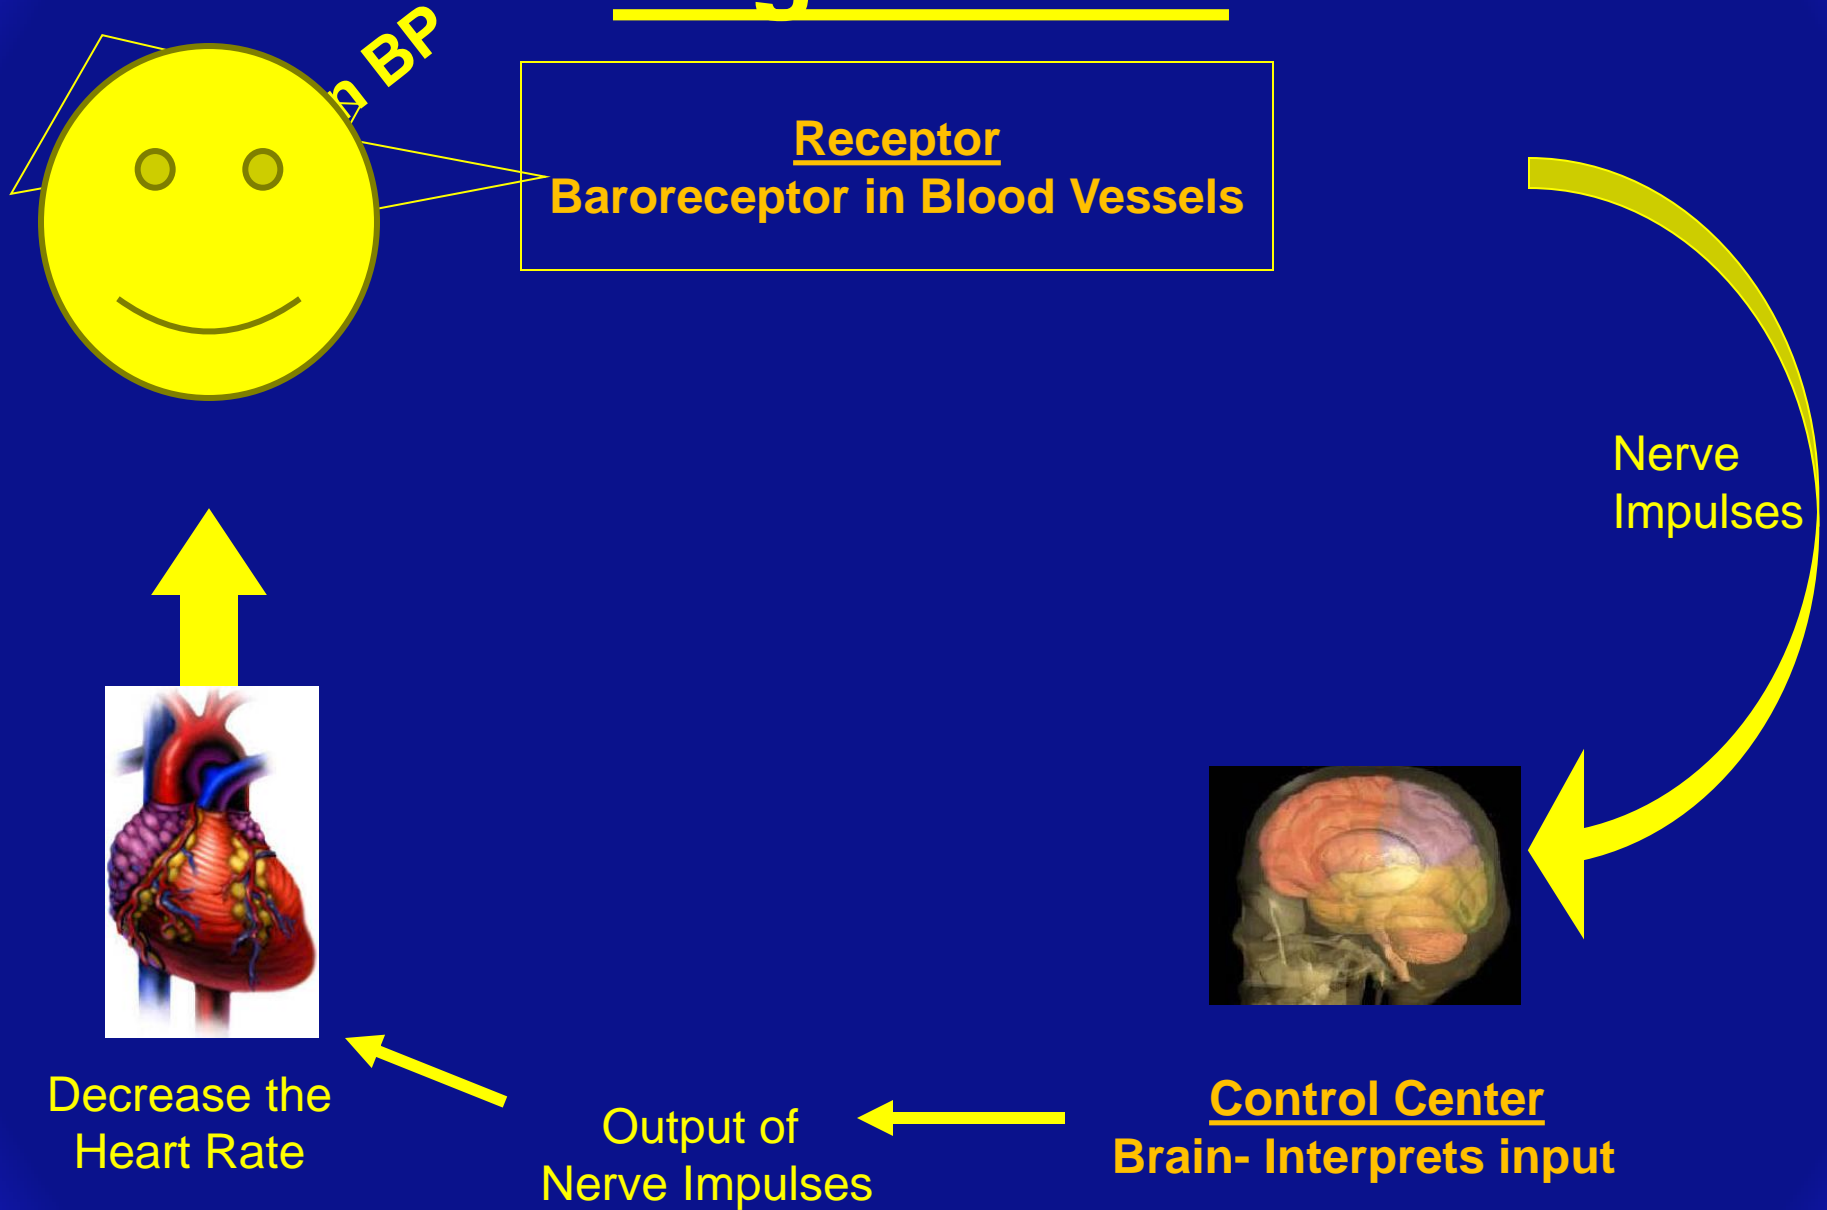 n BP
Receptor
Baroreceptor in Blood Vessels
Nerve
Impulses
Control Center
Brain- Interprets input
Output of
Nerve Impulses
Decrease the
Heart Rate